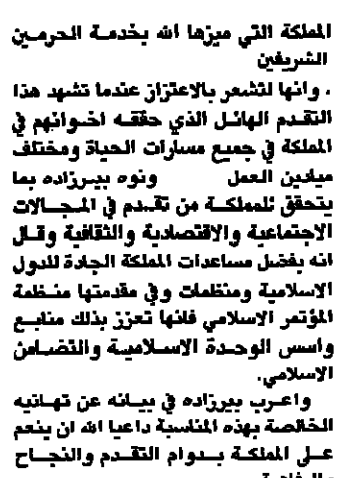 المملكة التي ميزها الله بخدمة الحرمين
الشريفين
. وانها لتشعر بالاعتزاز عندما تشهد هذا
التقدم الهائل الذي حققه اخوانهم في
المملكة في جميع مسارات الحياة ومختلف
ميادين العمل ونوه بيرزاده بما
يتحقق للمملكة من تقدم في المجالات
الاجتماعية والاقتصادية والثقافية وقال
انه بفضل مساعدات المملكة الجادة للدول
الاسلامية ومنظمات وفي مقدمتها منظمة
المؤتمر الاسلامي فانها تعزز بذلك منابع
واسس الوحدة الاسلامية والتضامن
الاسلامي.
واعرب بيرزاده في بيانه عن تهانيه
الخالصة بهذه المناسبة داعيا الله ان ينعم
على المملكة بدوام التقدم والنجاح